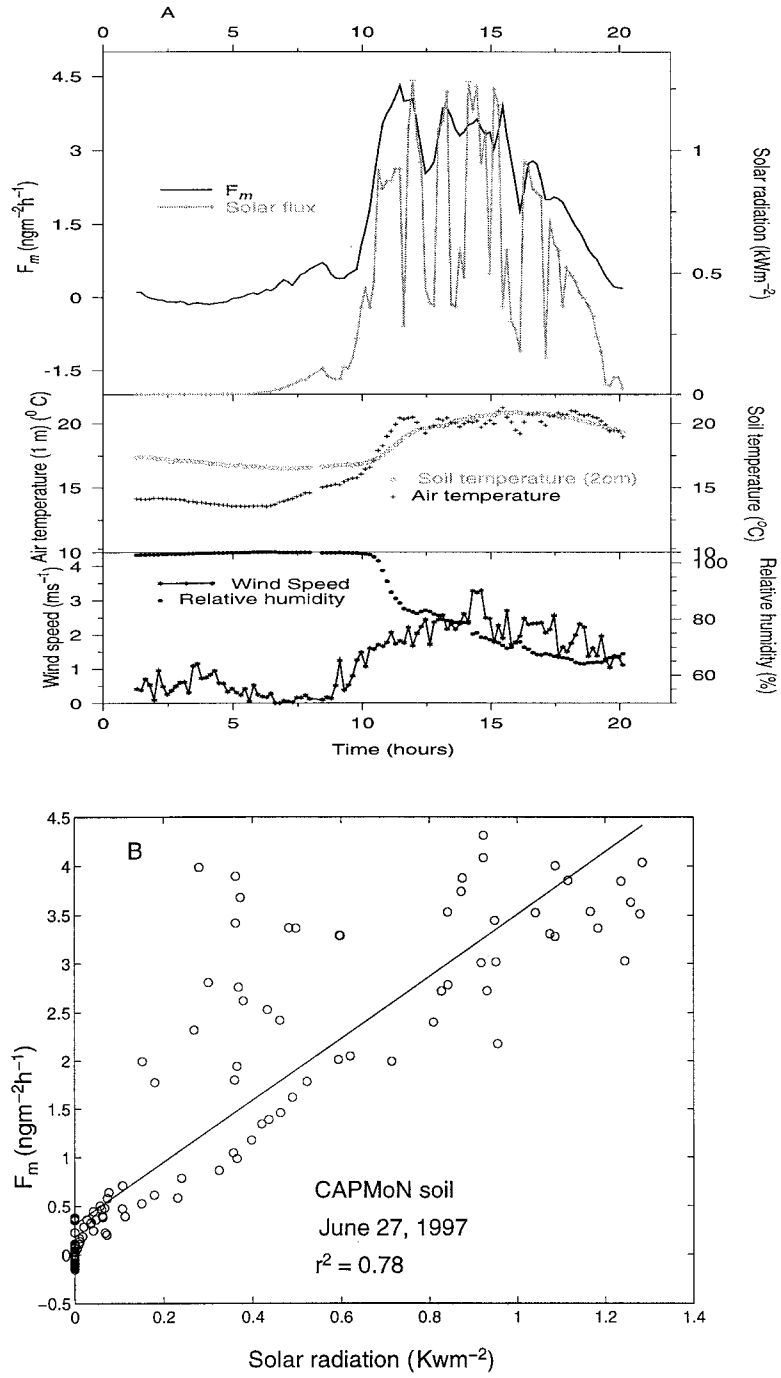 A
0 5 10 15 20
4.5
3
1.5
0
-1.5
Fm (ngm-2h-1)
Fm
Solar flux
1
0.5
0
Solar radiation (kWm-2)
20
15
10
Air temperature (1 m) (0 C)
Soil temperature (2cm)
Air temperature
20
15
10
Soil temperature (0C)
4
3
2
1
0
Wind speed (ms-1)
Wind Speed
Relative humidity
100
80
60
Relative humidity (%)
0 5 10 15 20
Time (hours)
B
4.5
4
3.5
3
2.5
2
1.5
1
0.5
0
−0.5
Fm (ngm−2h−1)
CAPMoN soil
June 27, 1997
r2 = 0.78
0 0.2 0.4 0.6 0.8 1 1.2 1.4
Solar radiation (Kwm−2)